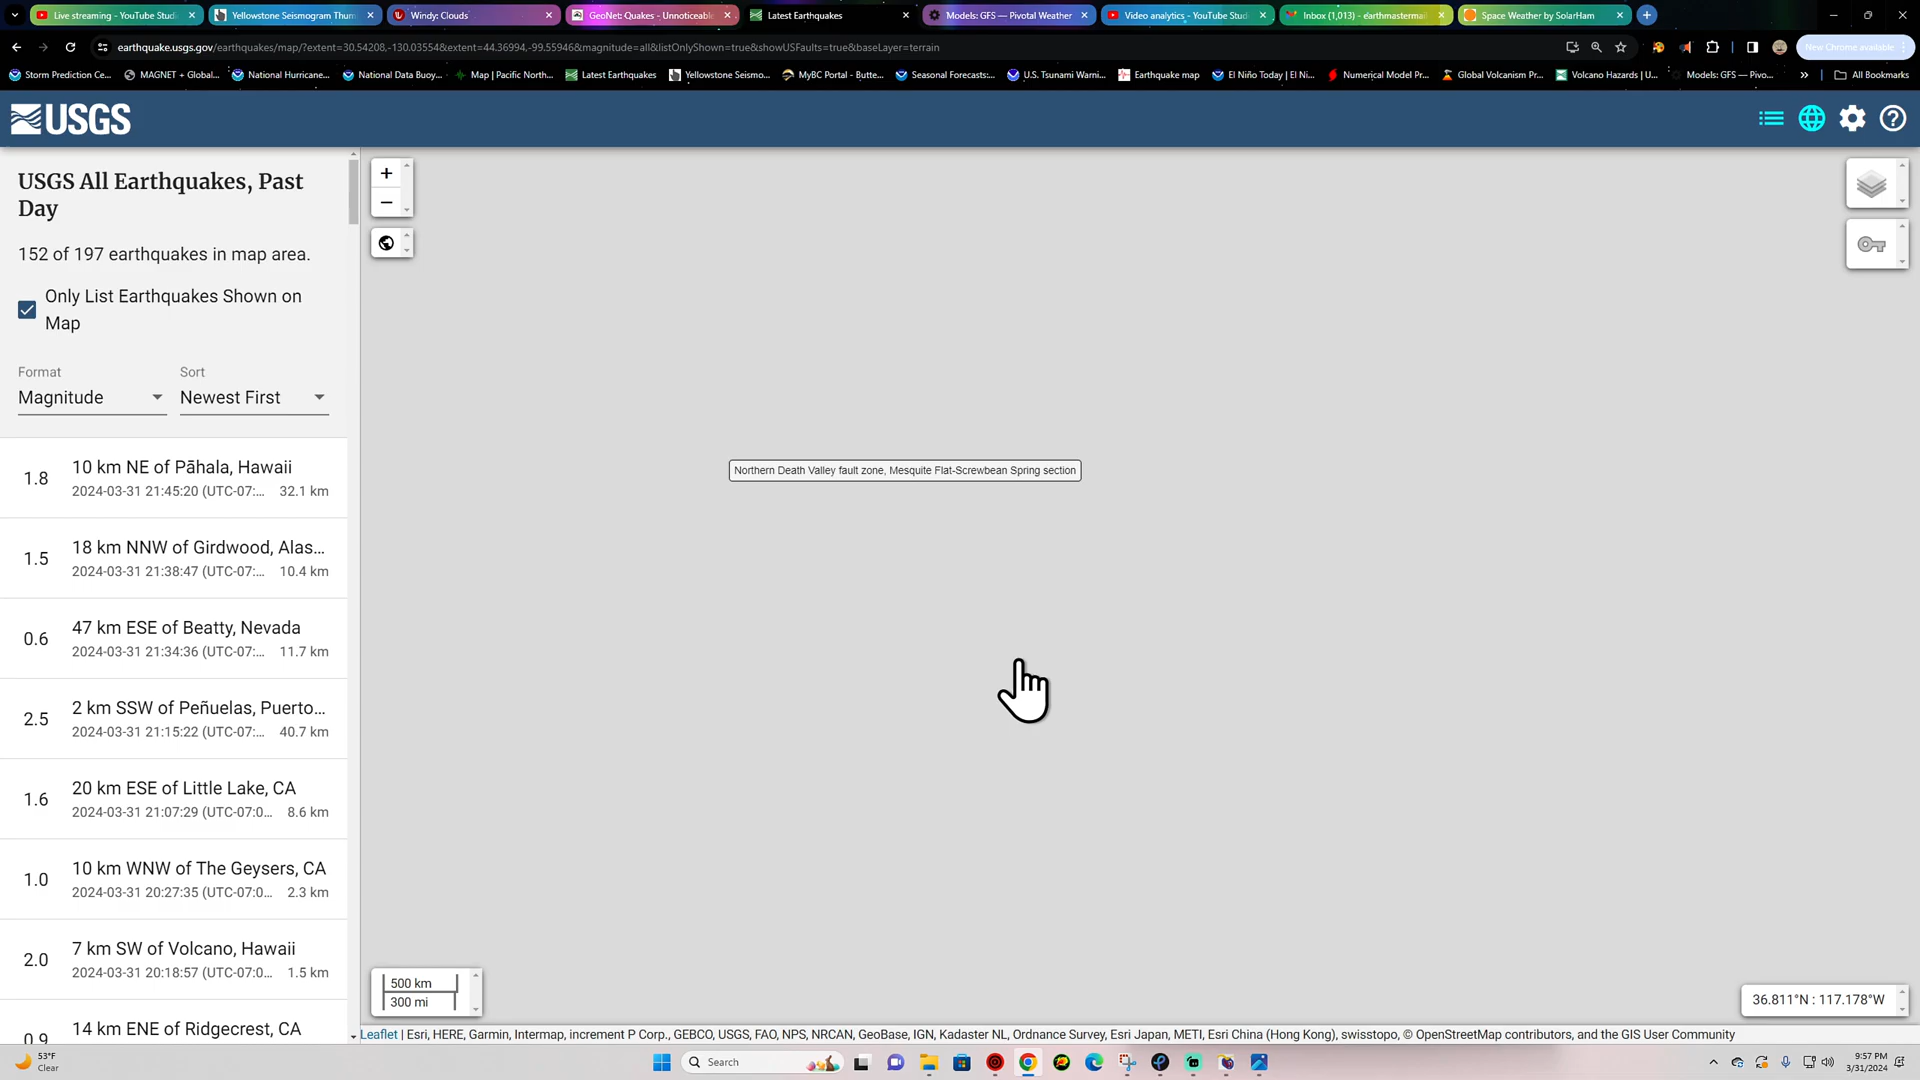 Live streaming - YouTube Studi
Yellowstone Seismogram Thum
Windy: Clouds
GeoNet: Quakes - Unnoticeable
Latest Earthquakes
Models: GFS — Pivotal Weather
Video analytics - YouTube Studi
Inbox (1,013) - earthmastermail
Space Weather by SolarHam
earthquake.usgs.gov/earthquakes/map/?extent=30.54208,-130.03554&extent=44.36994,-99.55946&magnitude=all&listOnlyShown=true&showUSFaults=true&baseLayer=terrain
New Chrome available
Storm Prediction Ce...
MAGNET + Global...
National Hurricane...
National Data Buoy...
Map | Pacific North...
Latest Earthquakes
Yellowstone Seismo...
MyBC Portal - Butte...
Seasonal Forecasts:...
U.S. Tsunami Warni...
Earthquake map
El Niño Today | El Ni...
Numerical Model Pr...
Global Volcanism Pr...
Volcano Hazards | U...
Models: GFS — Pivo...
All Bookmarks
USGS
USGS All Earthquakes, Past
Day
152 of 197 earthquakes in map area.
Only List Earthquakes Shown on
Map
Format
Sort
Magnitude
Newest First
1.8
10 km NE of Pāhala, Hawaii
2024-03-31 21:45:20 (UTC-07:... 32.1 km
1.5
18 km NNW of Girdwood, Alas...
2024-03-31 21:38:47 (UTC-07:... 10.4 km
0.6
47 km ESE of Beatty, Nevada
2024-03-31 21:34:36 (UTC-07:... 11.7 km
2.5
2 km SSW of Peñuelas, Puerto...
2024-03-31 21:15:22 (UTC-07:... 40.7 km
1.6
20 km ESE of Little Lake, CA
2024-03-31 21:07:29 (UTC-07:0... 8.6 km
1.0
10 km WNW of The Geysers, CA
2024-03-31 20:27:35 (UTC-07:0... 2.3 km
2.0
7 km SW of Volcano, Hawaii
2024-03-31 20:18:57 (UTC-07:0... 1.5 km
0.9
14 km ENE of Ridgecrest, CA
+
−
Northern Death Valley fault zone, Mesquite Flat-Screwbean Spring section
500 km
300 mi
36.811°N : 117.178°W
Leaflet | Esri, HERE, Garmin, Intermap, increment P Corp., GEBCO, USGS, FAO, NPS, NRCAN, GeoBase, IGN, Kadaster NL, Ordnance Survey, Esri Japan, METI, Esri China (Hong Kong), swisstopo, © OpenStreetMap contributors, and the GIS User Community
53°F
Clear
Search
9:57 PM
3/31/2024